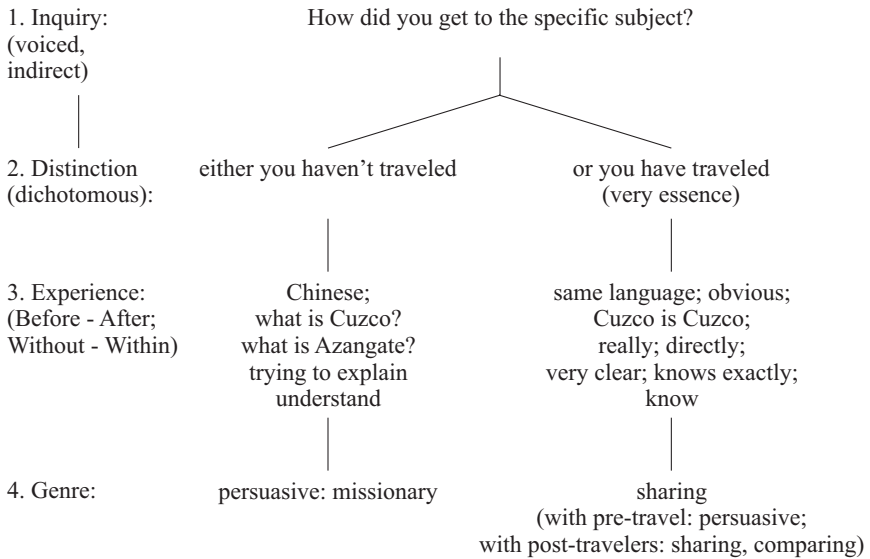 1. Inquiry: How did you get to the specific subject?
(voiced,
indirect)
2. Distinction either you haven't traveled or you have traveled
(dichotomous): (very essence)
3. Experience: Chinese; same language; obvious;
(Before - After; what is Cuzco? Cuzco is Cuzco;
Without - Within) what is Azangate? really; directly;
trying to explain very clear; knows exactly;
understand know
4. Genre: persuasive: missionary sharing
(with pre-travel: persuasive;
with post-travelers: sharing, comparing)